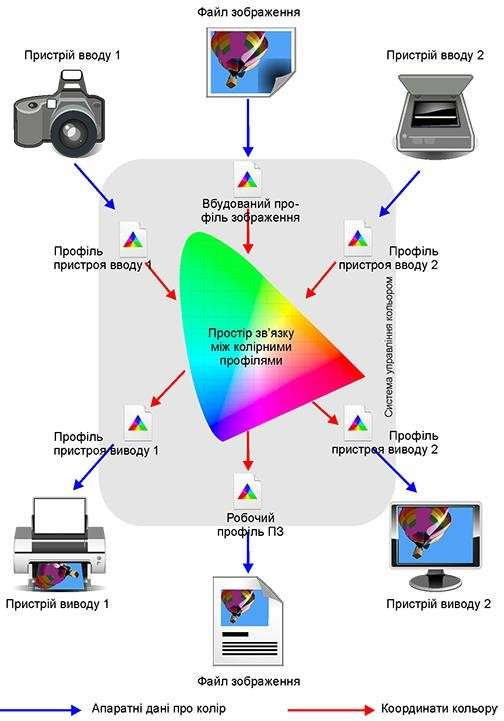 Файл зображення
Пристрій вводу 1
Пристрій вводу 2
Вбудований про-
філь зображення
Профіль
пристроя вводу 1
Профіль
пристроя вводу 2
Система управління кольором
Простір зв'язку
між колірними
профілями
Профіль
пристроя виводу 1
Профіль
пристроя виводу 2
Робочий
профіль ПЗ
Пристрій виводу 1
Пристрій виводу 2
Файл зображення
Апаратні дані про колір
Координати кольору